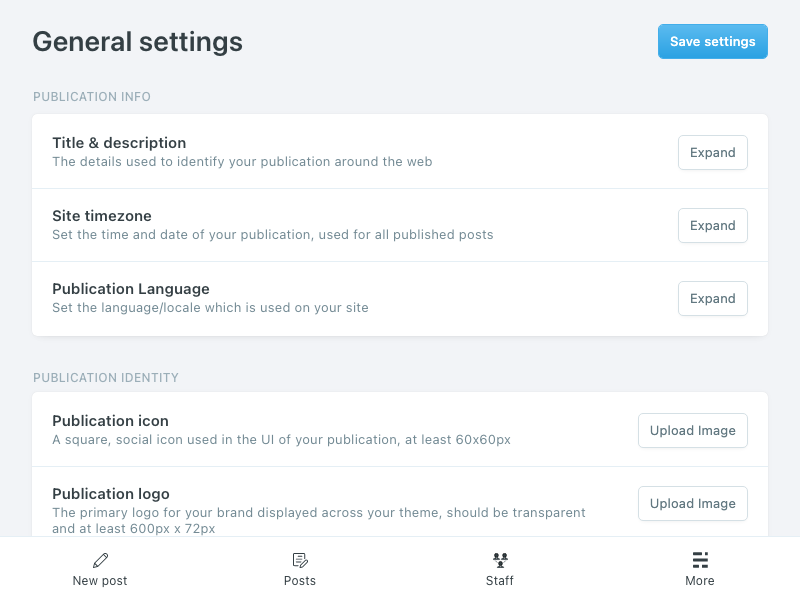 General settings
Save settings
PUBLICATION INFO
Title & description
The details used to identify your publication around the web
Expand
Site timezone
Set the time and date of your publication, used for all published posts
Expand
Publication Language
Set the language/locale which is used on your site
Expand
PUBLICATION IDENTITY
Publication icon
A square, social icon used in the UI of your publication, at least 60x60px
Upload Image
Publication logo
The primary logo for your brand displayed across your theme, should be transparent
and at least 600px x 72px
Upload Image
New post
Posts
Staff
More